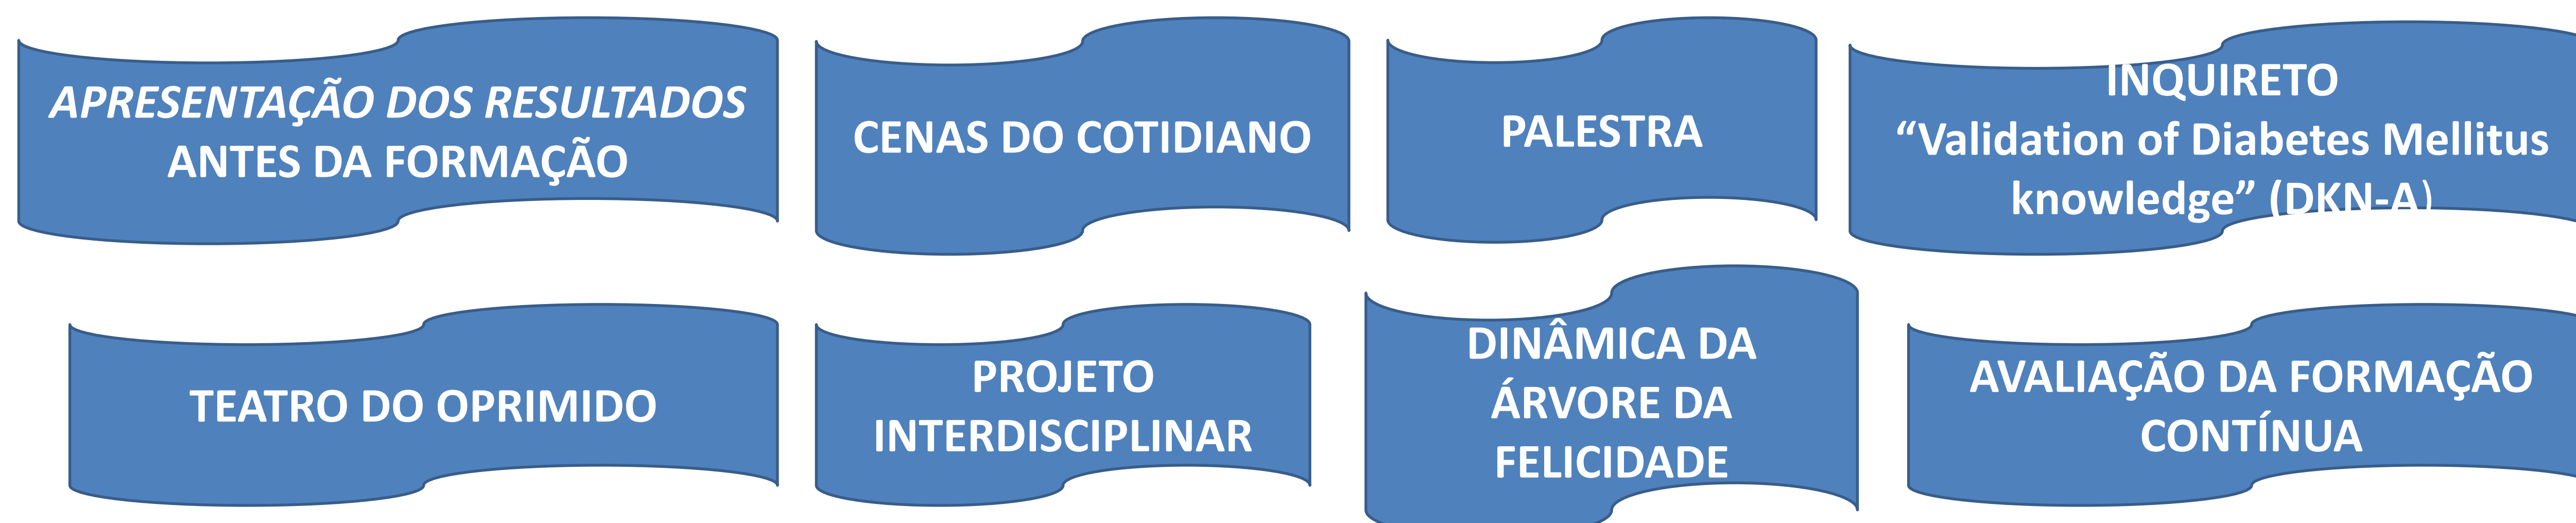 APRESENTAÇÃO DOS RESULTADOS
ANTES DA FORMAÇÃO
CENAS DO COTIDIANO
PALESTRA
INQUIRETO
“Validation of Diabetes Mellitus
knowledge” (DKN-A)
TEATRO DO OPRIMIDO
PROJETO
INTERDISCIPLINAR
DINÂMICA DA
ÁRVORE DA
FELICIDADE
AVALIAÇÃO DA FORMAÇÃO
CONTÍNUA